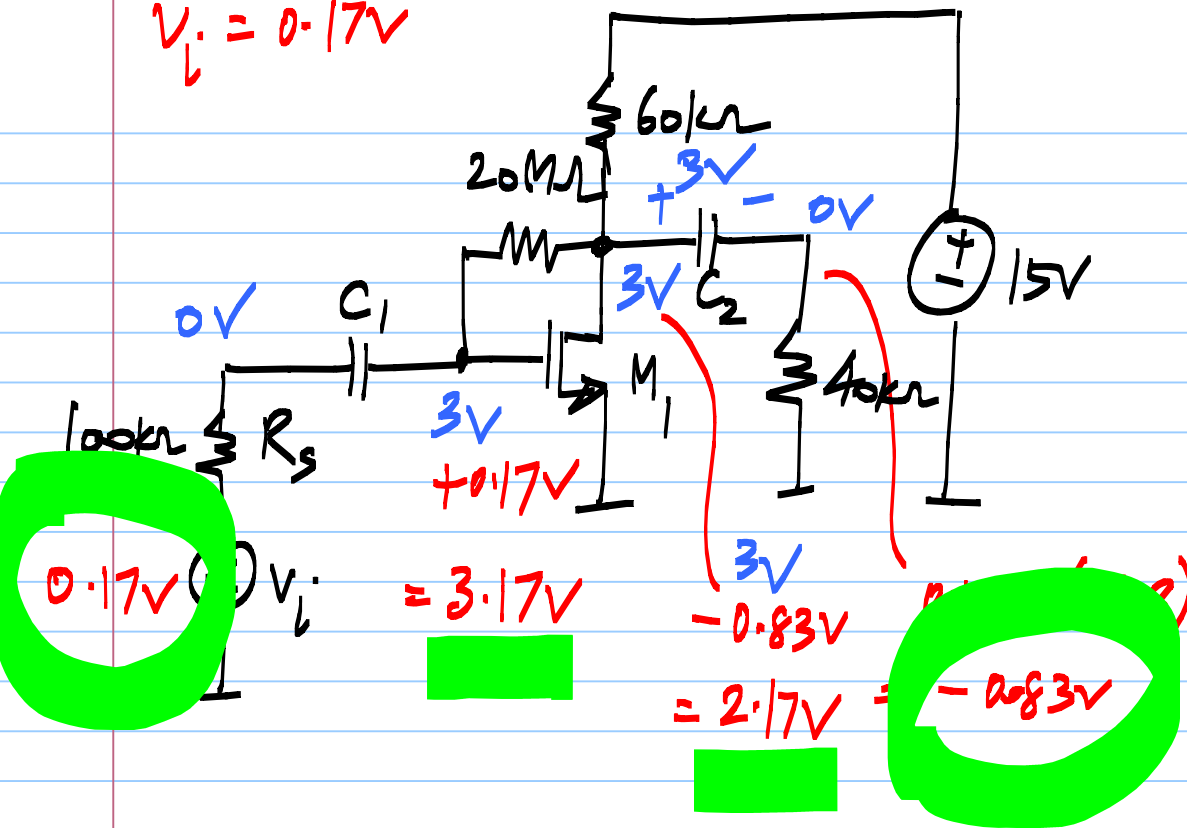 Vi = 0.17V
60kΩ
20MΩ
+ 3V -
0V
15V
C1
0V
3V
C2
M1
40kΩ
100kΩ
Rs
3V
+0.17V
= 3.17V
0.17V
Vi
3V
-0.83V
= 2.17V
= - 0.83V